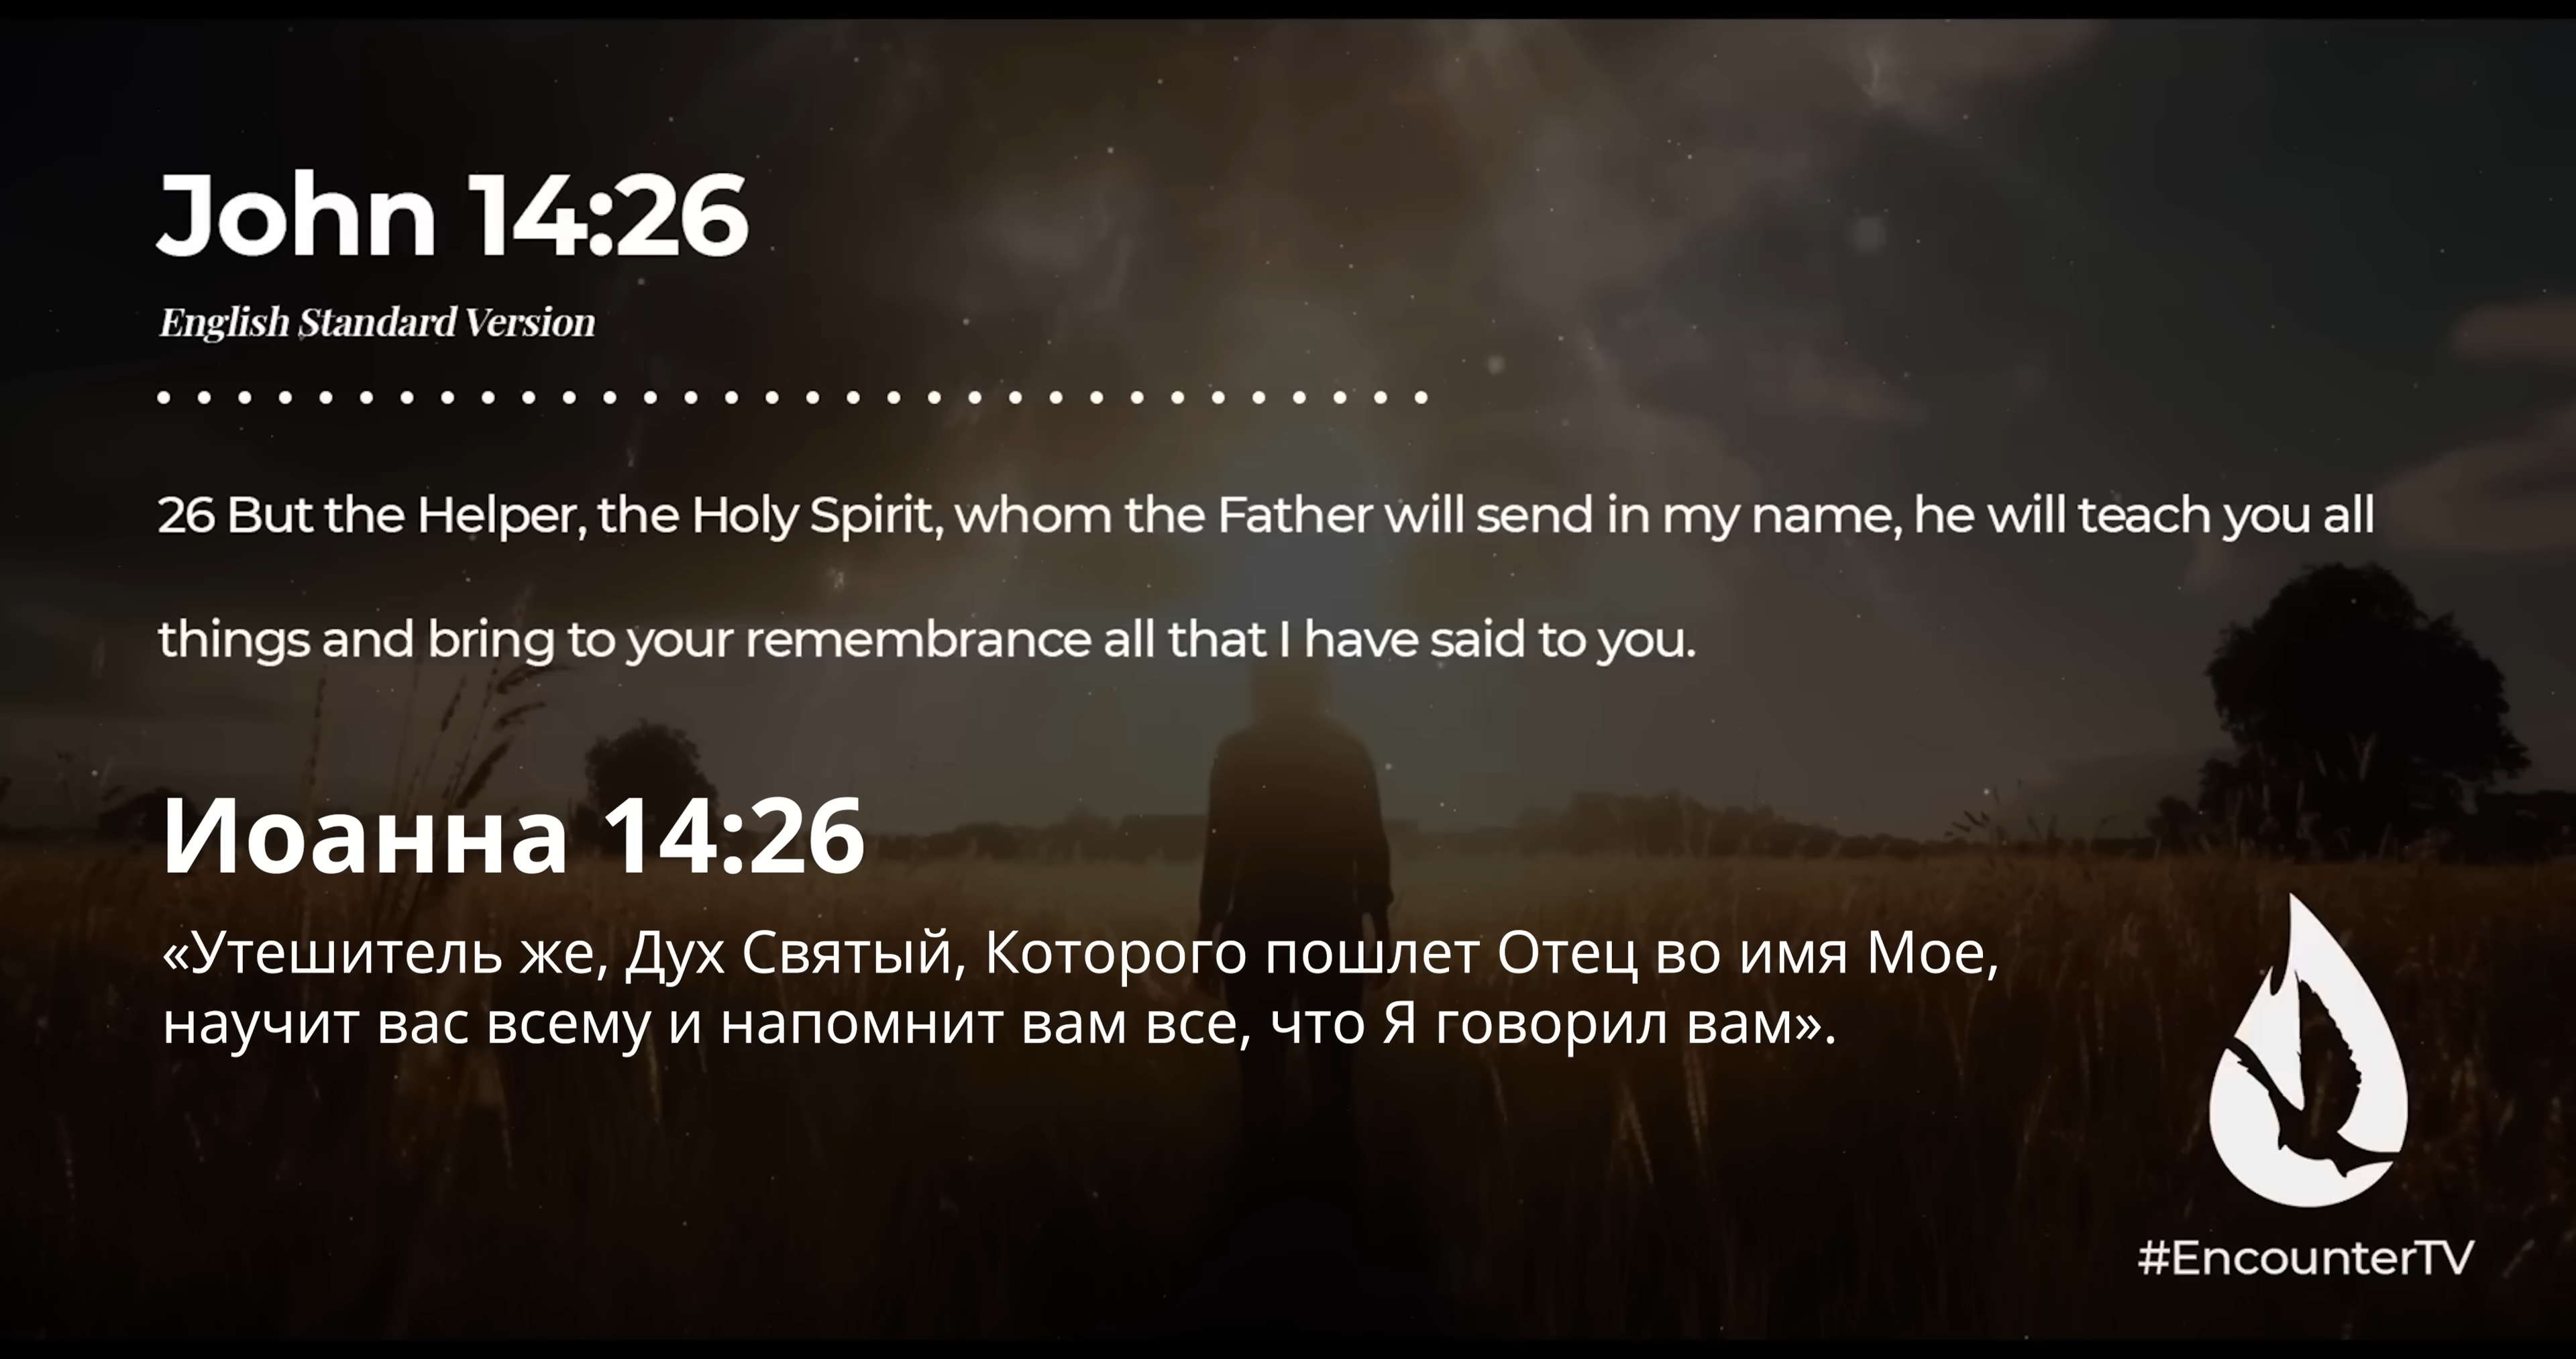 John 14:26
English Standard Version
26 But the Helper, the Holy Spirit, whom the Father will send in my name, he will teach you all
things and bring to your remembrance all that I have said to you.
Иоанна 14:26
«Утешитель же, Дух Святый, Которого пошлет Отец во имя Мое,
научит вас всему и напомнит вам все, что Я говорил вам».
#EncounterTV